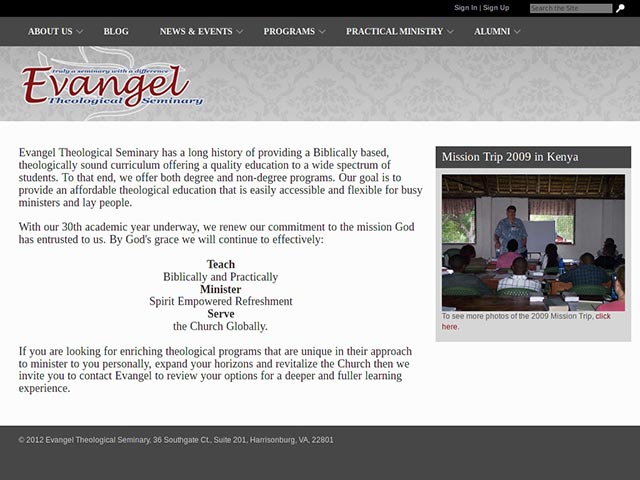 Sign In | Sign Up
Search the Site
ABOUT US
BLOG
NEWS & EVENTS
PROGRAMS
PRACTICAL MINISTRY
ALUMNI
Truly a seminary with a difference
Evangel
Theological Seminary
Evangel Theological Seminary has a long history of providing a Biblically based,
theologically sound curriculum offering a quality education to a wide spectrum of
students. To that end, we offer both degree and non-degree programs. Our goal is to
provide an affordable theological education that is easily accessible and flexible for busy
ministers and lay people.
With our 30th academic year underway, we renew our commitment to the mission God
has entrusted to us. By God's grace we will continue to effectively:
Teach
Biblically and Practically
Minister
Spirit Empowered Refreshment
Serve
the Church Globally.
If you are looking for enriching theological programs that are unique in their approach
to minister to you personally, expand your horizons and revitalize the Church then we
invite you to contact Evangel to review your options for a deeper and fuller learning
experience.
Mission Trip 2009 in Kenya
To see more photos of the 2009 Mission Trip, click
here.
© 2012 Evangel Theological Seminary, 36 Southgate Ct., Suite 201, Harrisonburg, VA, 22801